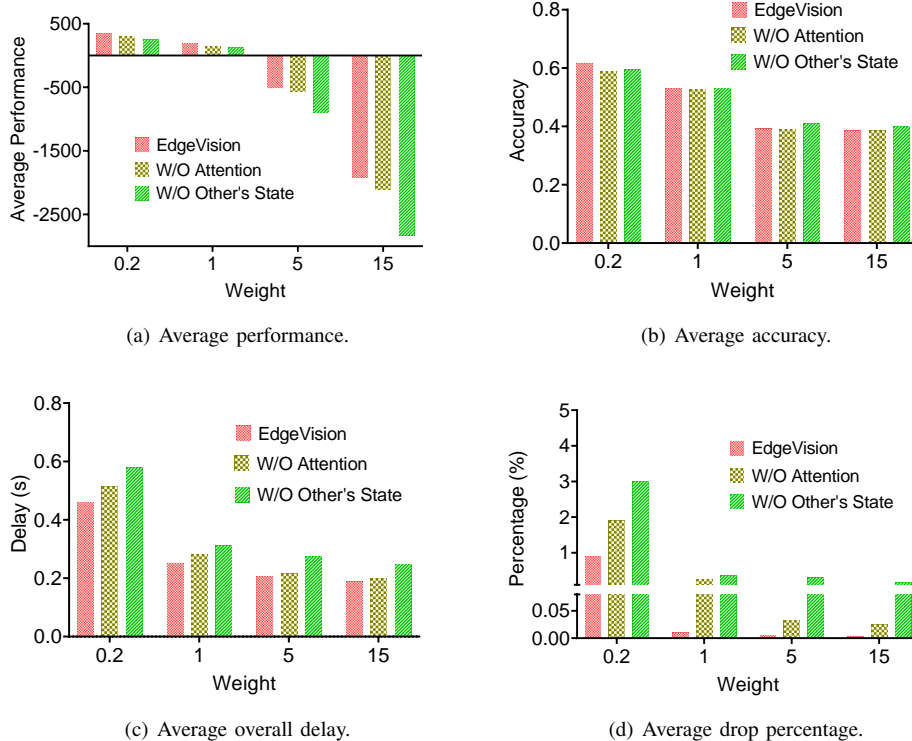 500
-500
-1500
-2500
Average Performance
EdgeVision
W/O Attention
W/O Other's State
0.2 1 5 15
Weight
(a) Average performance.
0.8
0.6
0.4
0.2
0.0
Accuracy
EdgeVision
W/O Attention
W/O Other's State
0.2 1 5 15
Weight
(b) Average accuracy.
0.8
0.6
0.4
0.2
0.0
Delay (s)
EdgeVision
W/O Attention
W/O Other's State
0.2 1 5 15
Weight
(c) Average overall delay.
5
4
3
2
1
0.05
0.00
Percentage (%)
EdgeVision
W/O Attention
W/O Other's State
0.2 1 5 15
Weight
(d) Average drop percentage.